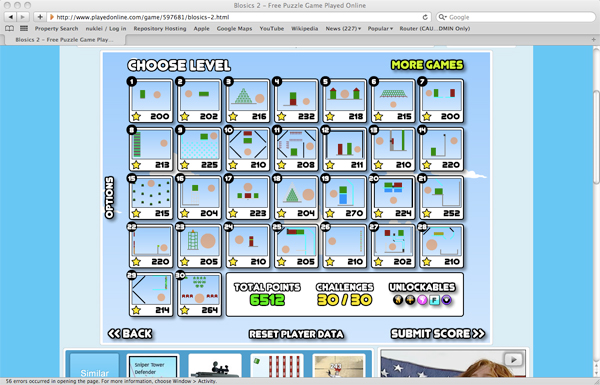 Blosics 2 – Free Puzzle Game Played Online
http://www.playedonline.com/game/597681/blosics-2.html
Google
Property Search nuklei / Log in Repository Hosting Apple Google Maps YouTube Wikipedia News (227) Popular Router (CAU...DMIN Only)
Blosics 2 – Free Puzzle Game Play...
CHOOSE LEVEL MORE GAMES
1 2 3 4 5 6 7
200 202 216 232 218 215 200
8 9 10 11 12 13 14
213 225 210 208 211 210 220
15 16 17 18 19 20 21
215 204 223 204 270 224 252
22 23 24 25 26 27 28
220 205 210 205 210 202 210
29 30
214 264
OPTIONS
TOTAL POINTS CHALLENGES UNLOCKABLES
6512 30 / 30
<< BACK RESET PLAYER DATA SUBMIT SCORE >>
Similar
Sniper Tower
Defender
56 errors occurred in opening the page. For more information, choose Window > Activity.